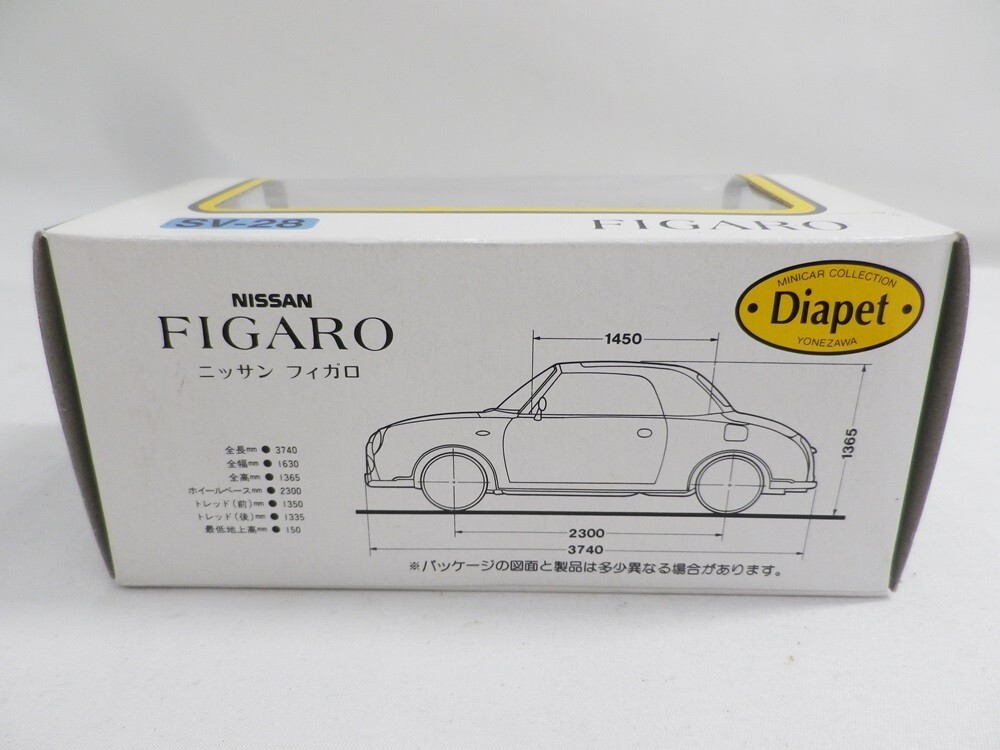 SV-28
FIGARO
NISSAN
FIGARO
ニッサン フィガロ
MINICAR COLLECTION
• Diapet •
YONEZAWA
全長mm ● 3740
全幅mm ● 1630
全高mm ● 1365
ホイールベースmm ● 2300
トレッド(前)mm ● 1350
トレッド(後)mm ● 1335
最低地上高mm ● 150
1450
1365
2300
3740
※パッケージの図面と製品は多少異なる場合があります。